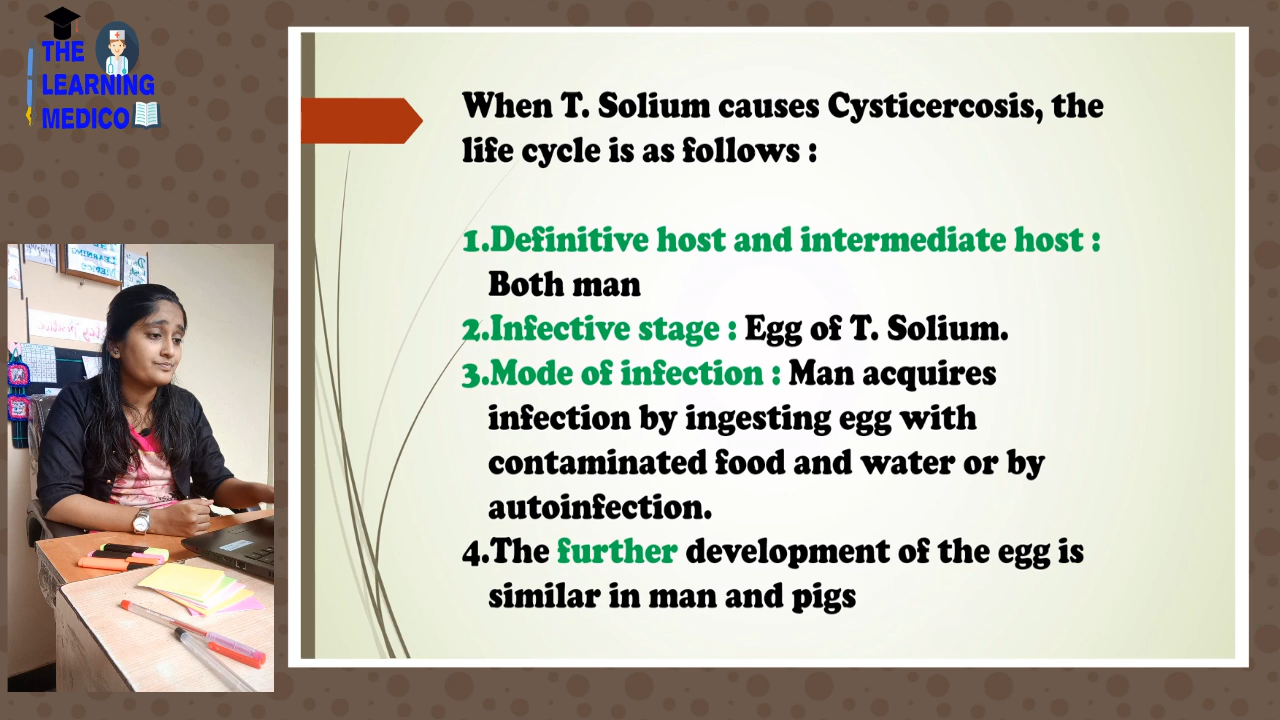 THE
LEARNING
MEDICO
When T. Solium causes Cysticercosis, the
life cycle is as follows :
1.Definitive host and intermediate host :
Both man
2.Infective stage : Egg of T. Solium.
3.Mode of infection : Man acquires
infection by ingesting egg with
contaminated food and water or by
autoinfection.
4.The further development of the egg is
similar in man and pigs